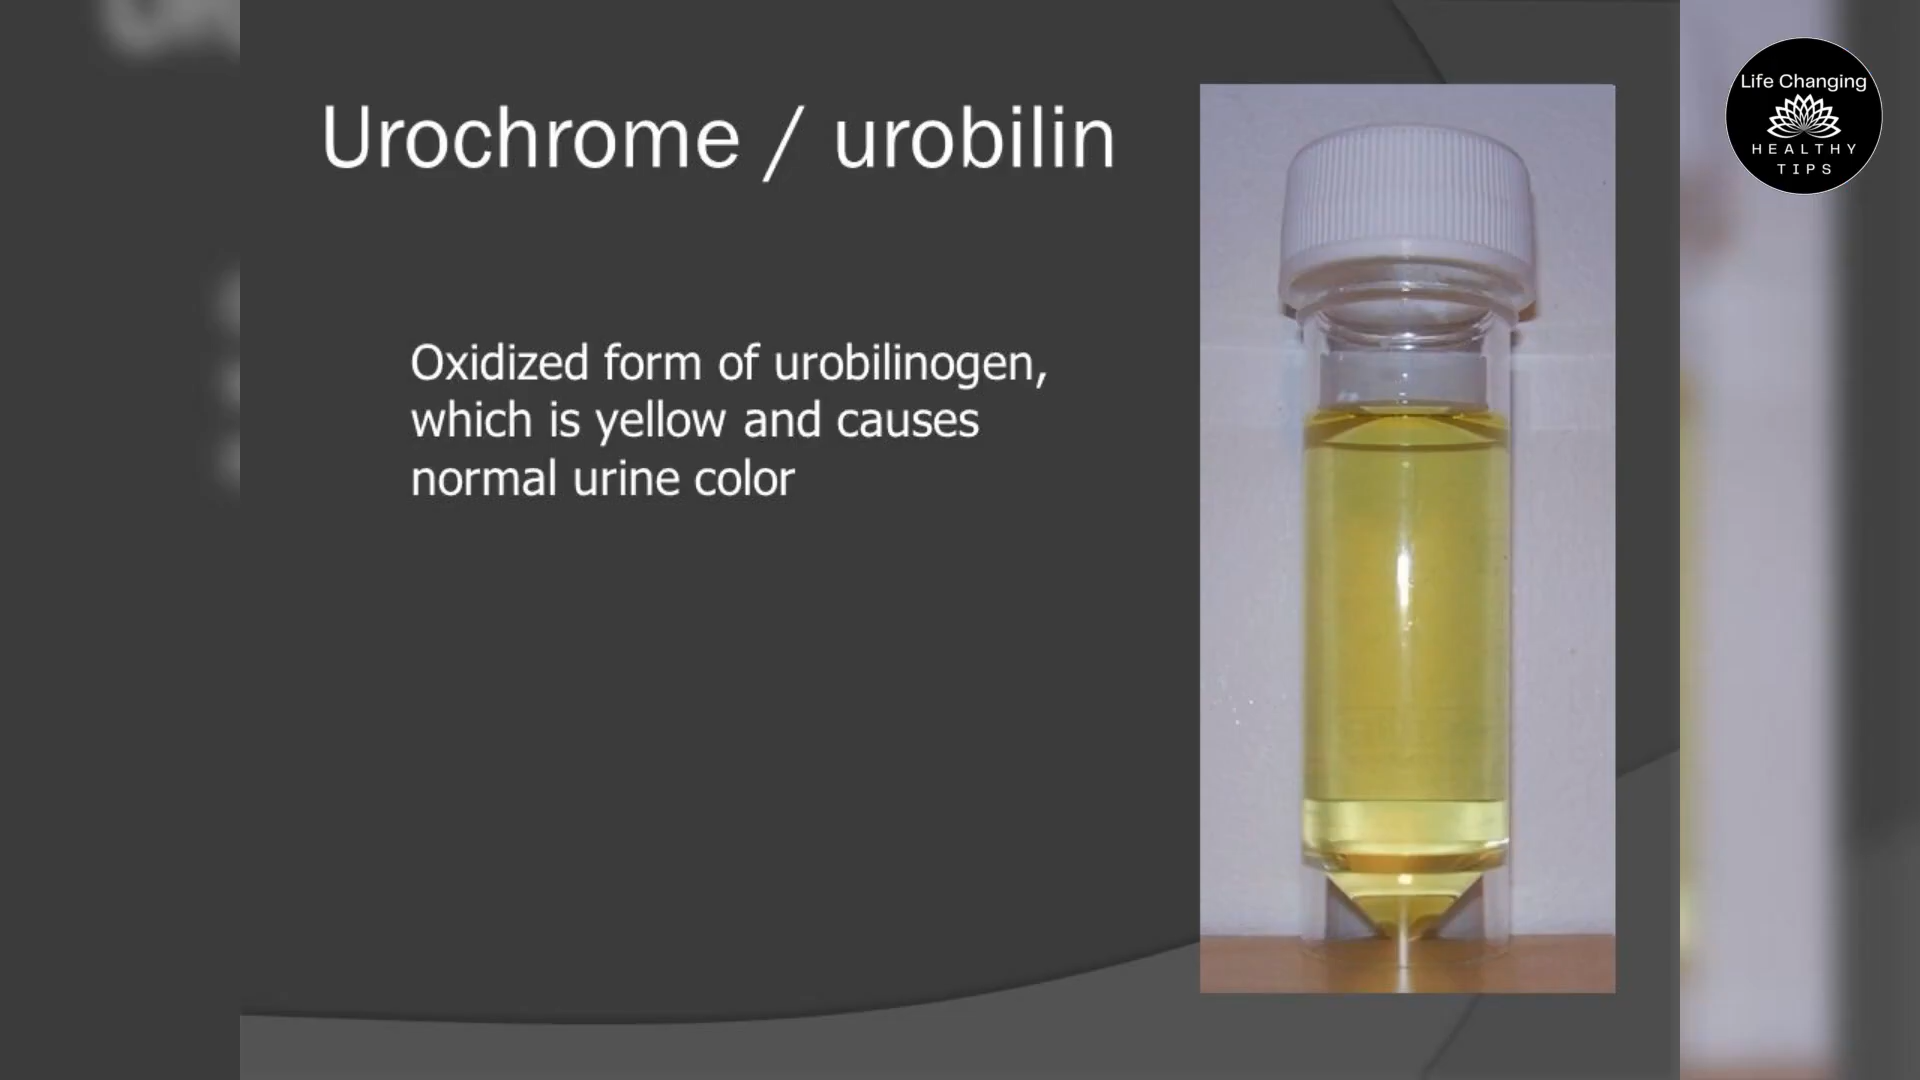 Urochrome / urobilin
Oxidized form of urobilinogen,
which is yellow and causes
normal urine color
Life Changing
HEALTHY
TIPS